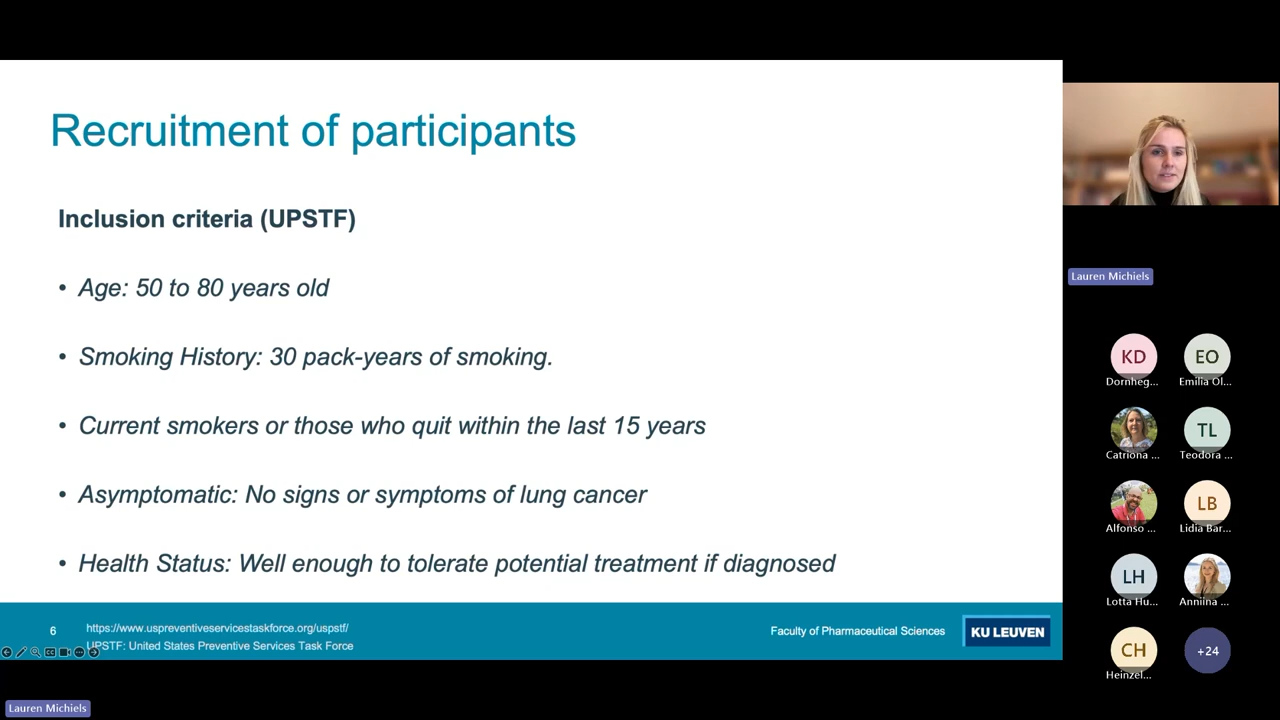 Recruitment of participants
Inclusion criteria (UPSTF)
• Age: 50 to 80 years old
• Smoking History: 30 pack-years of smoking.
• Current smokers or those who quit within the last 15 years
• Asymptomatic: No signs or symptoms of lung cancer
• Health Status: Well enough to tolerate potential treatment if diagnosed
6
https://www.uspreventiveservicestaskforce.org/uspstf/
UPSTF: United States Preventive Services Task Force
Faculty of Pharmaceutical Sciences
KU LEUVEN
Lauren Michiels
KD
Dornheg...
EO
Emilia Ol...
Catriona ...
TL
Teodora ...
Alfonso ...
LB
Lidia Bar...
LH
Lotta Hu...
Anniina ...
CH
Heinzel...
+24
Lauren Michiels